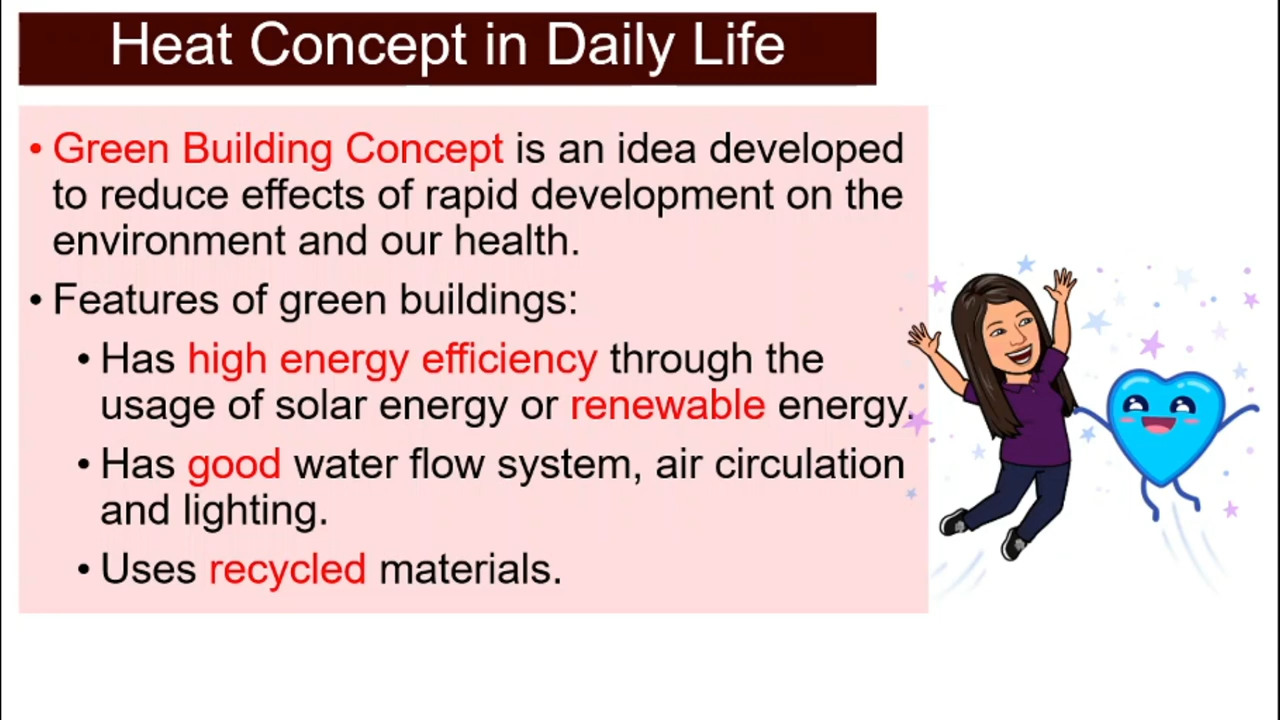 Heat Concept in Daily Life
• Green Building Concept is an idea developed
to reduce effects of rapid development on the
environment and our health.
• Features of green buildings:
• Has high energy efficiency through the
usage of solar energy or renewable energy.
• Has good water flow system, air circulation
and lighting.
• Uses recycled materials.